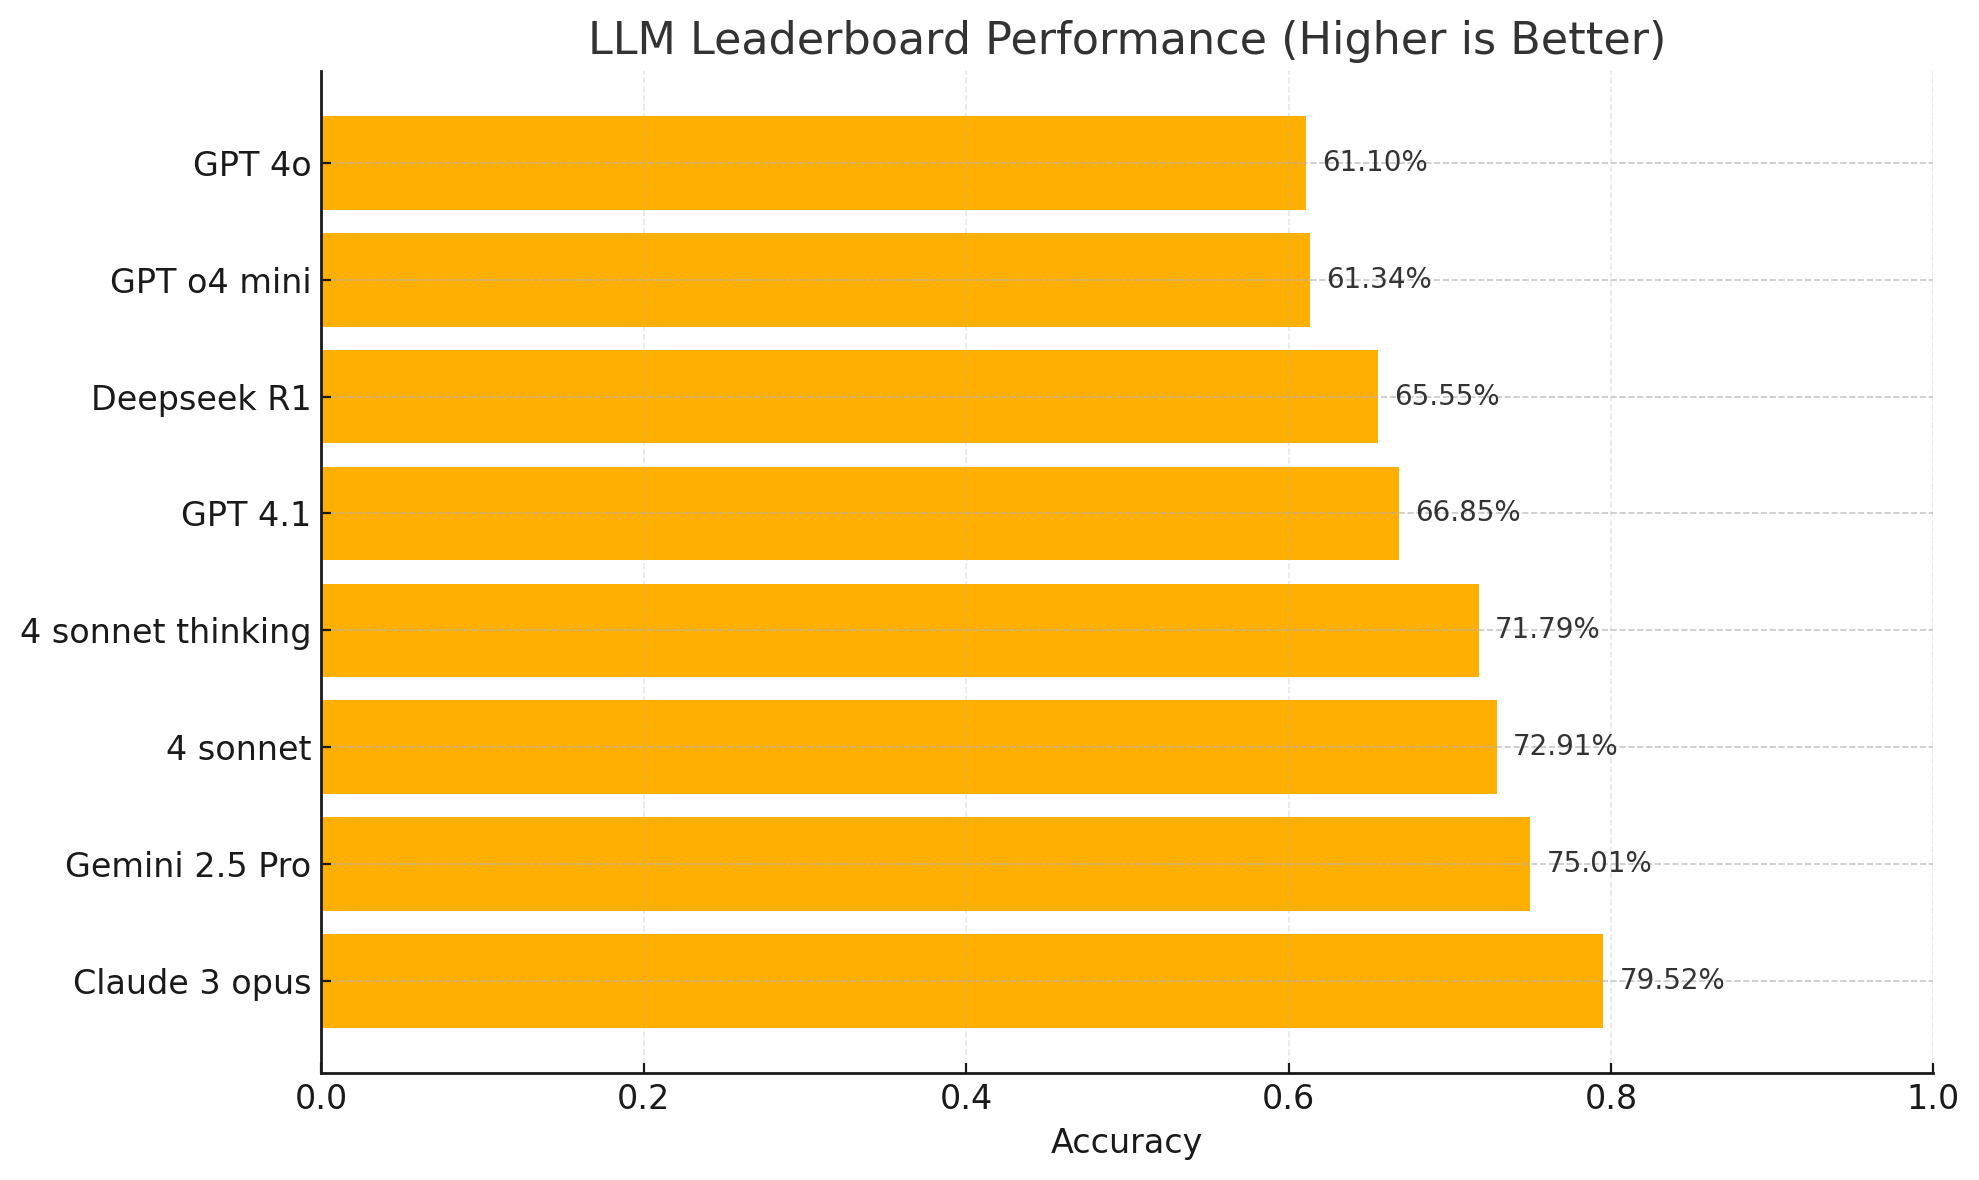 LLM Leaderboard Performance (Higher is Better)
GPT 4o 61.10%
GPT o4 mini 61.34%
Deepseek R1 65.55%
GPT 4.1 66.85%
4 sonnet thinking 71.79%
4 sonnet 72.91%
Gemini 2.5 Pro 75.01%
Claude 3 opus 79.52%
0.0 0.2 0.4 0.6 0.8 1.0
Accuracy